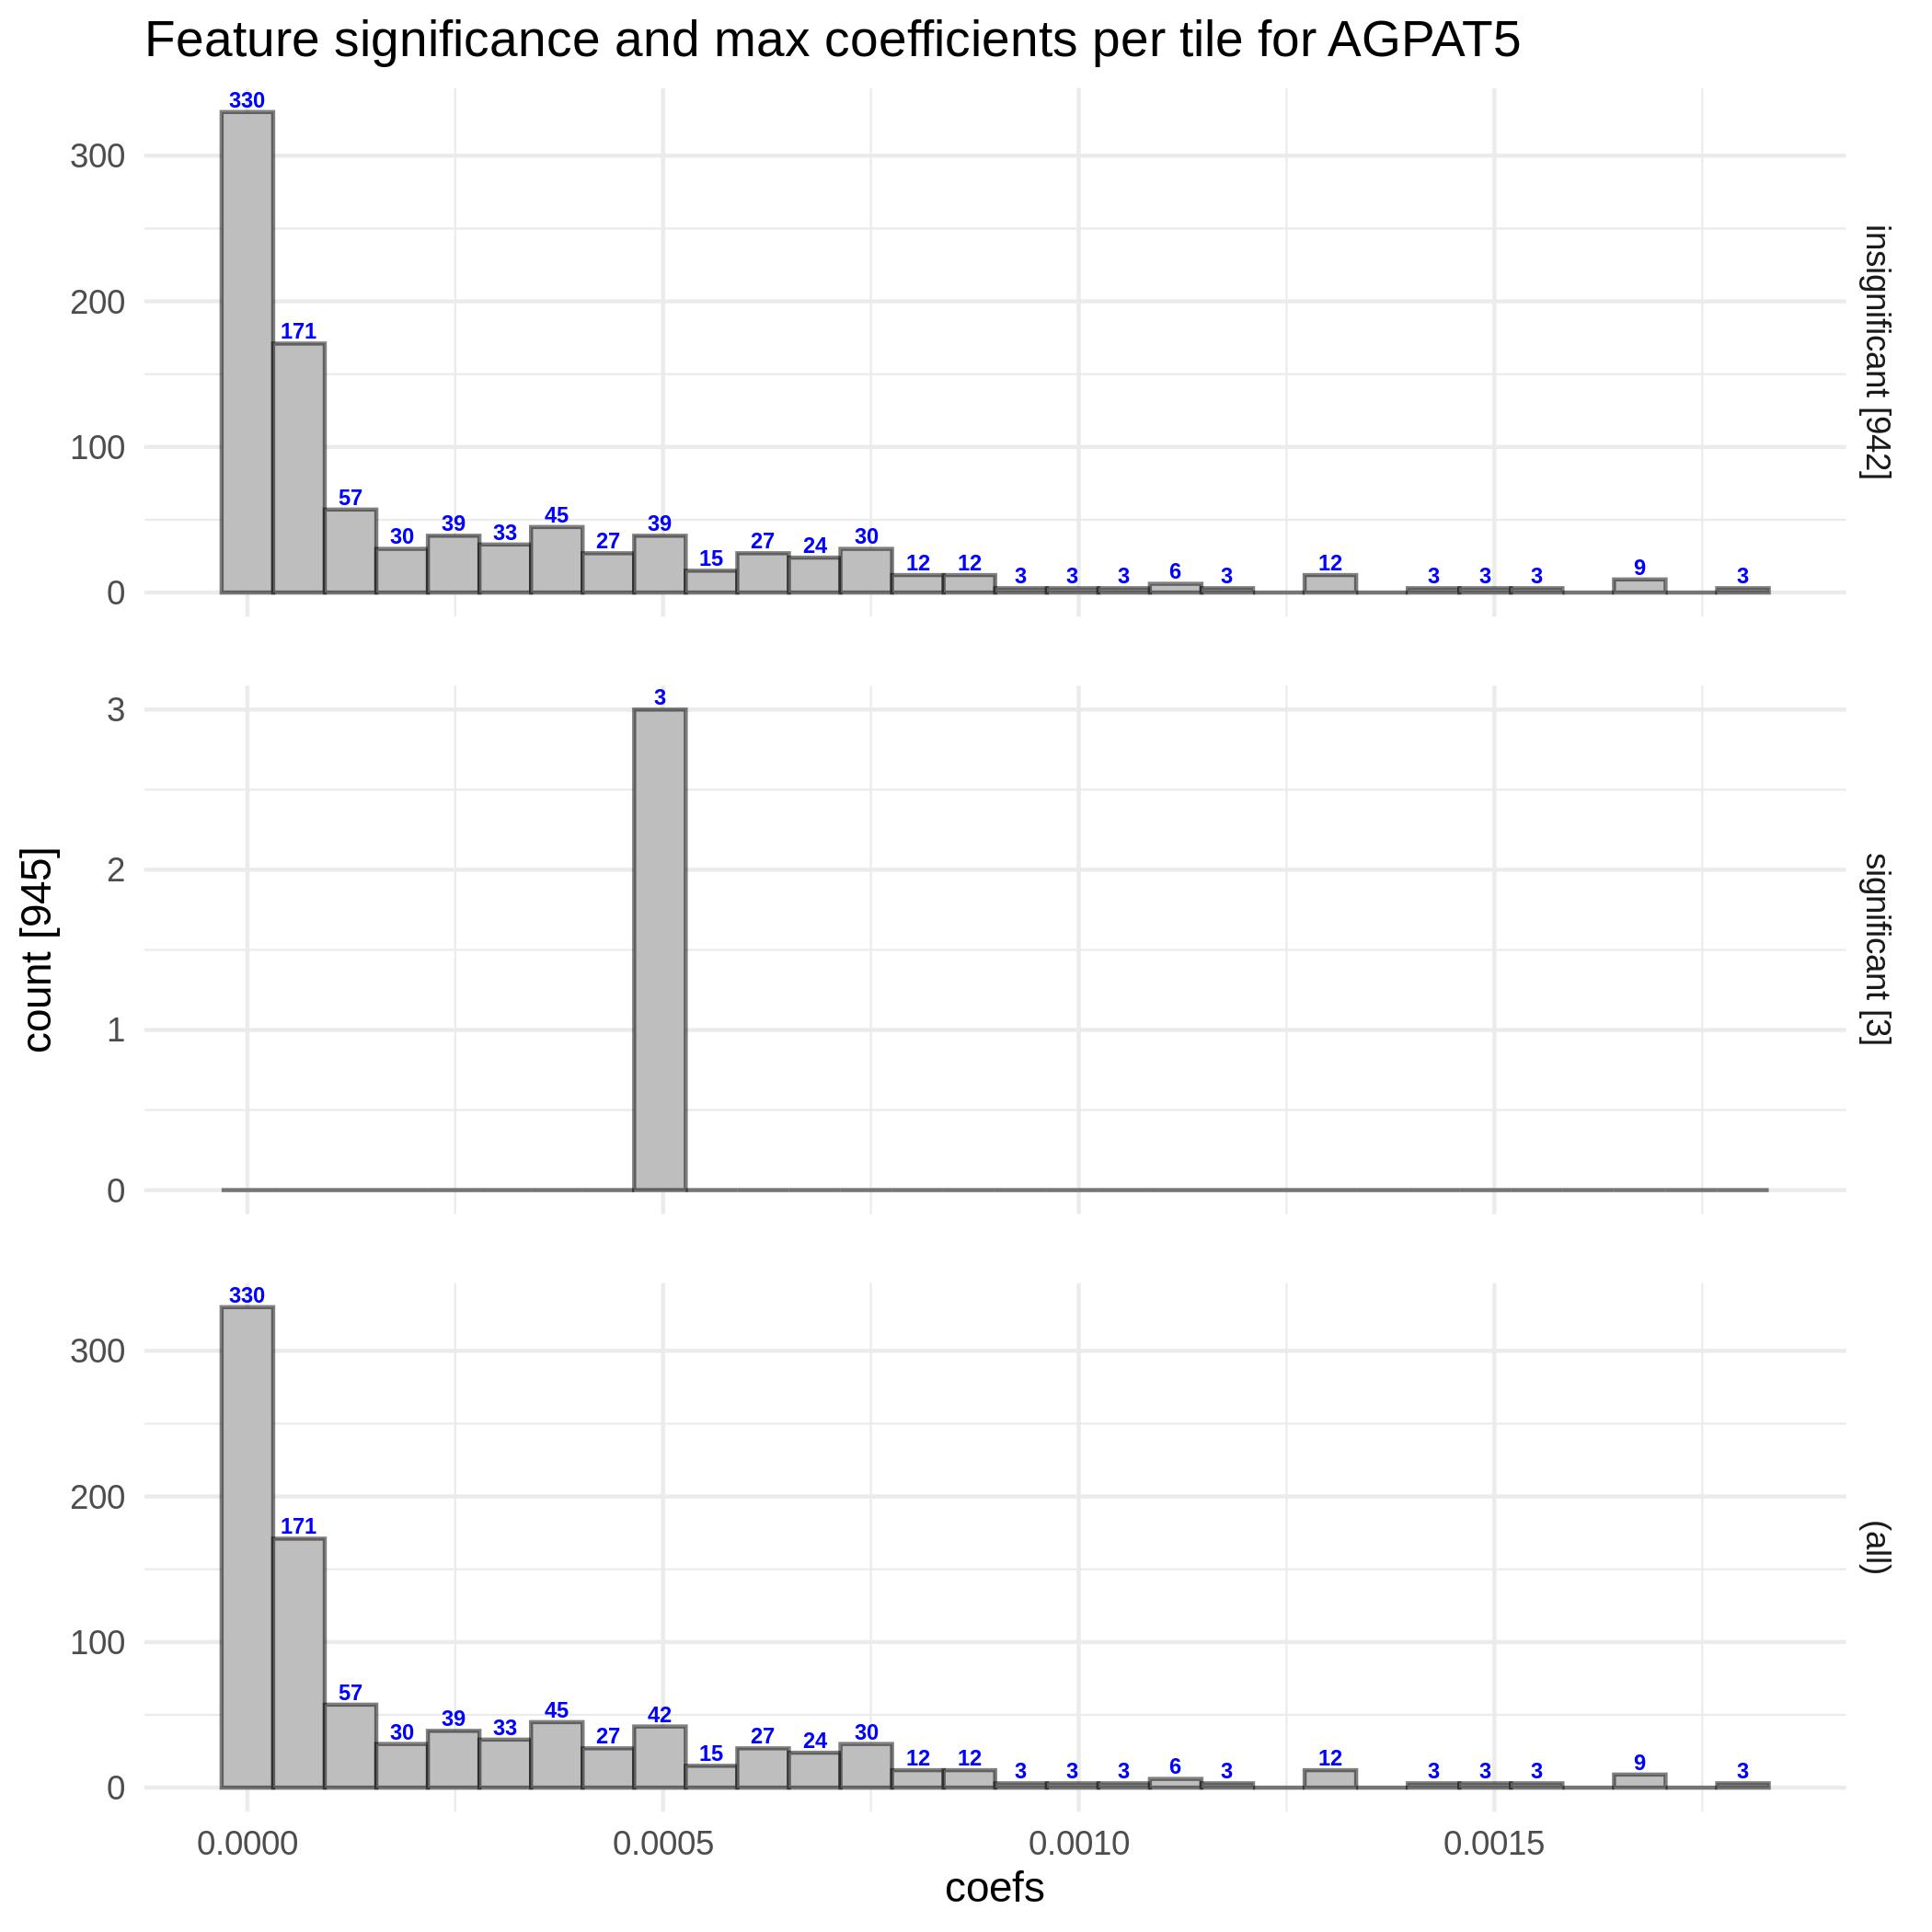 Feature significance and max coefficients per tile for AGPAT5
330
300
171
200
insignificant [942]
100
57 30 39 33 45 27 39 15 27 24 30 12 12 3 3 3 6 3 12 3 3 3 9 3
0
3
3
2
count [945]
significant [3]
1
0
330
300
200
171
(all)
100
57 30 39 33 45 27 42 15 27 24 30 12 12 3 3 3 6 3 12 3 3 3 9 3
0
0.0000 0.0005 0.0010 0.0015
coefs